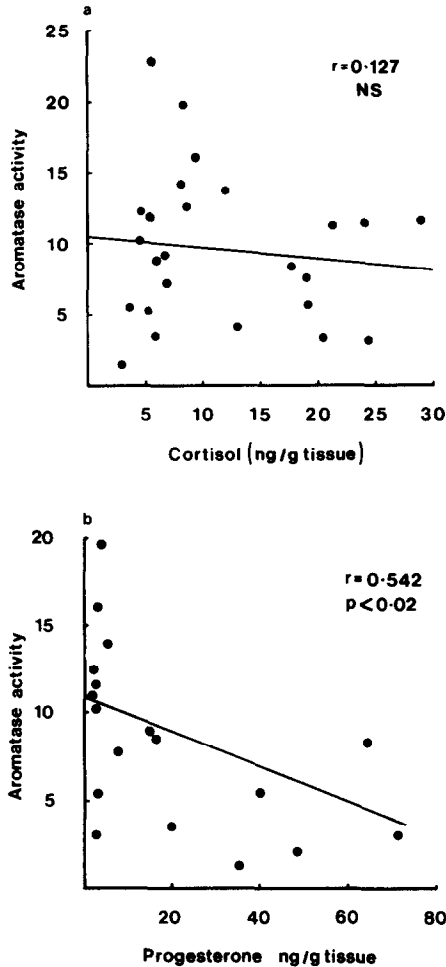 a
r=0·127
NS
25
20
15
10
5
Aromatase activity
5
10
15
20
25
30
Cortisol (ng/g tissue)
b
r=0·542
p<0·02
20
15
10
5
Aromatase activity
20
40
60
80
Progesterone ng/g tissue